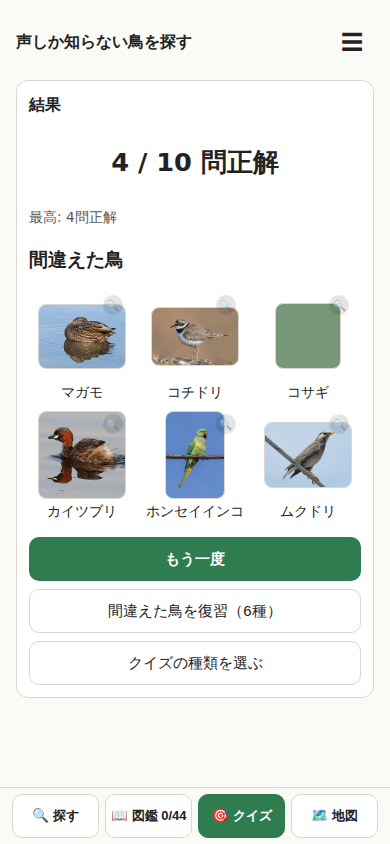 声しか知らない鳥を探す
結果
4 / 10 問正解
最高: 4問正解
間違えた鳥
マガモ
コチドリ
コサギ
カイツブリ
ホンセイインコ
ムクドリ
もう一度
間違えた鳥を復習（6種）
クイズの種類を選ぶ
探す
図鑑 0/44
クイズ
地図